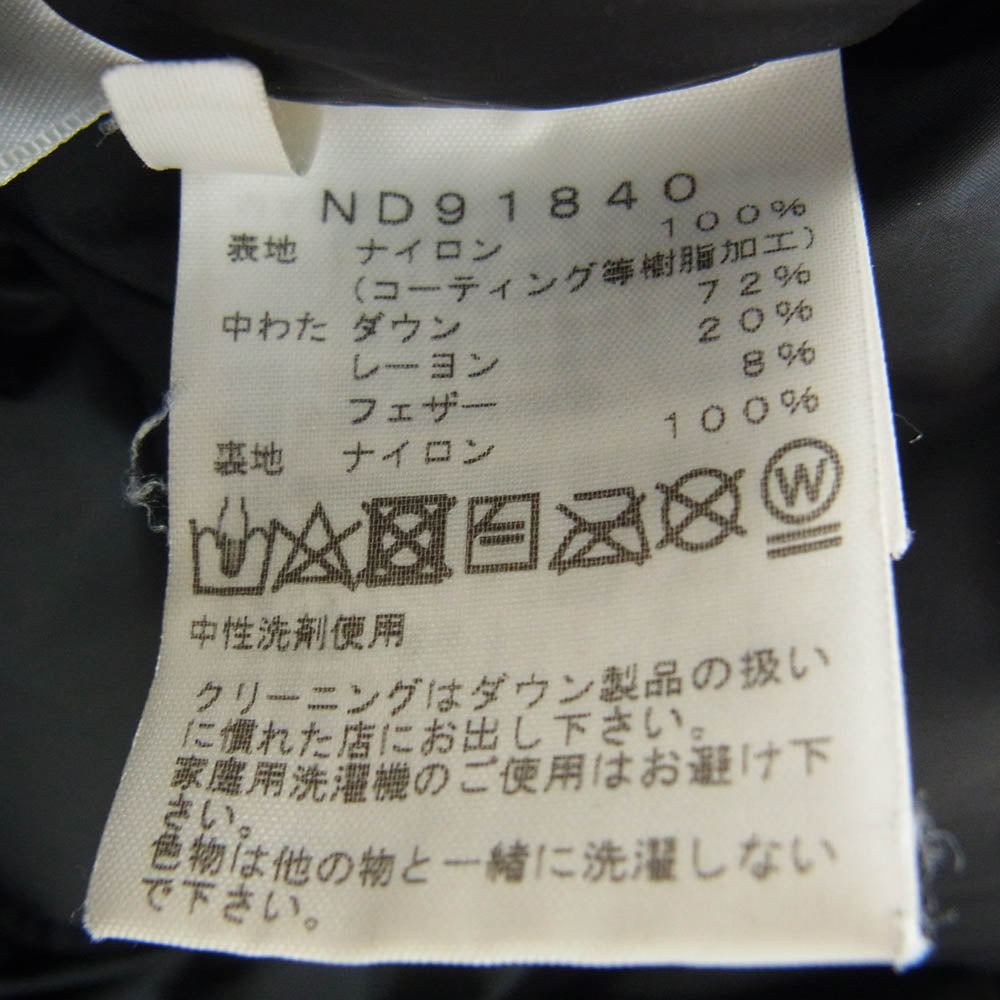 ND91840
表地 ナイロン 100%
(コーティング等樹脂加工)
中わた ダウン 72%
レーヨン 20%
フェザー 8%
裏地 ナイロン 100%
W
中性洗剤使用
クリーニングはダウン製品の扱い
に慣れた店にお出し下さい。
家庭用洗濯機のご使用はお避け下
さい。
色物は他の物と一緒に洗濯しない
で下さい。